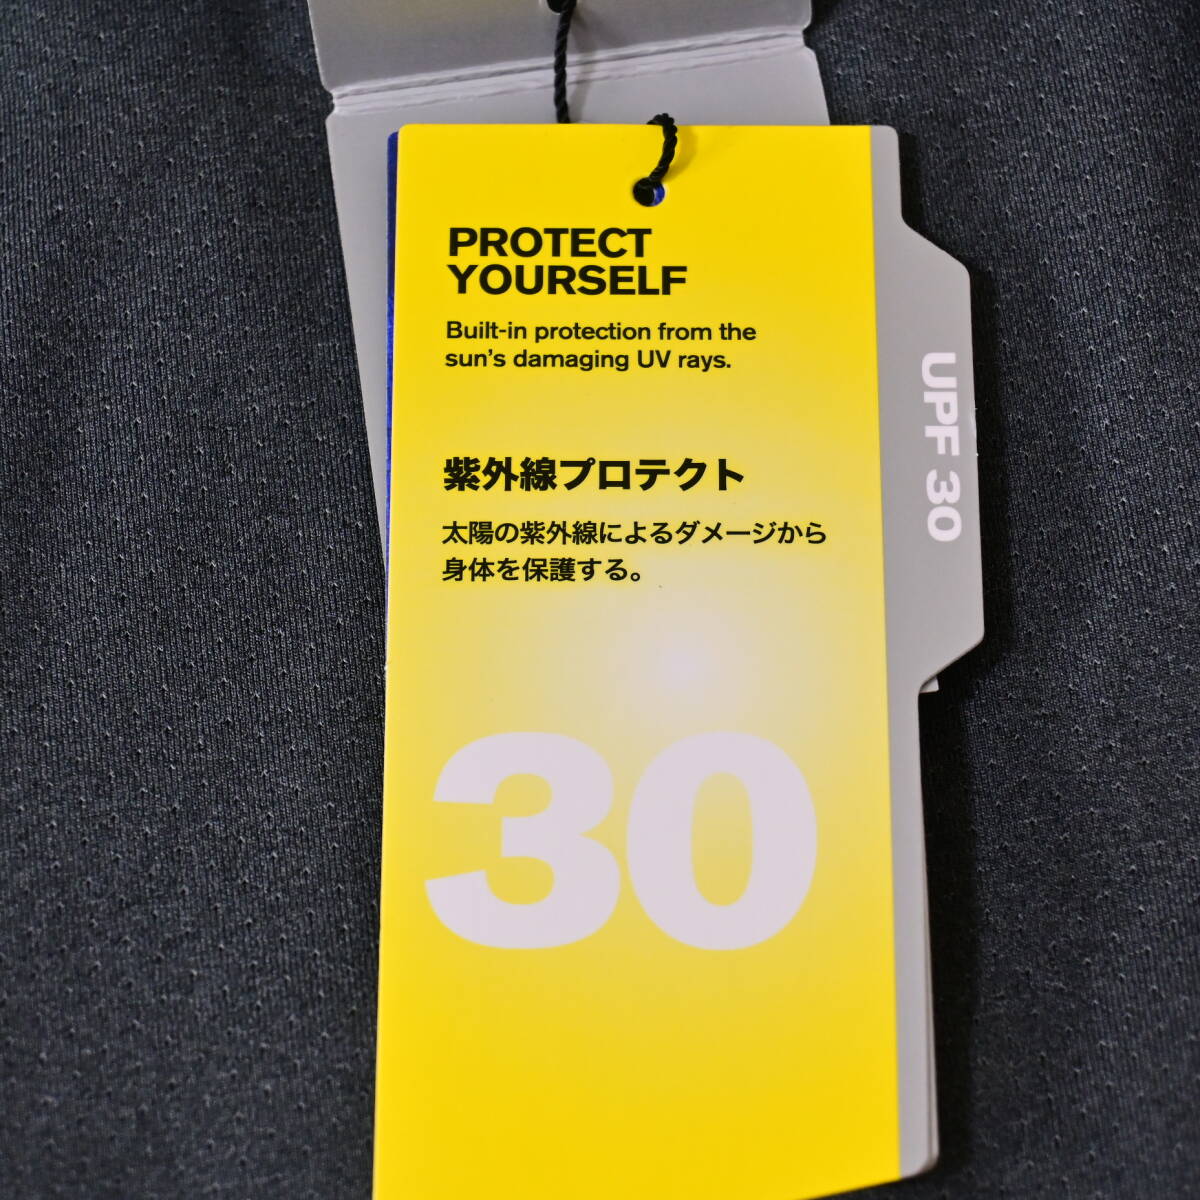 PROTECT
YOURSELF
Built-in protection from the
sun's damaging UV rays.
紫外線プロテクト
太陽の紫外線によるダメージから
身体を保護する。
30
UPF 30